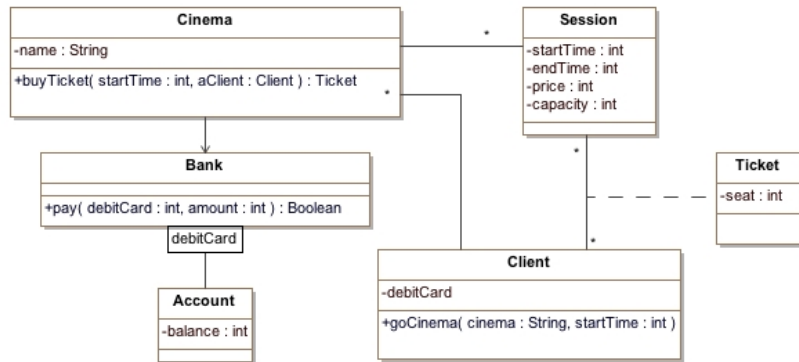 Cinema
-name : String
+buyTicket( startTime : int, aClient : Client ) : Ticket
*
*
Session
-startTime : int
-endTime : int
-price : int
-capacity : int
*
*
Bank
+pay( debitCard : int, amount : int ) : Boolean
debitCard
Ticket
-seat : int
Account
-balance : int
Client
-debitCard
+goCinema( cinema : String, startTime : int )